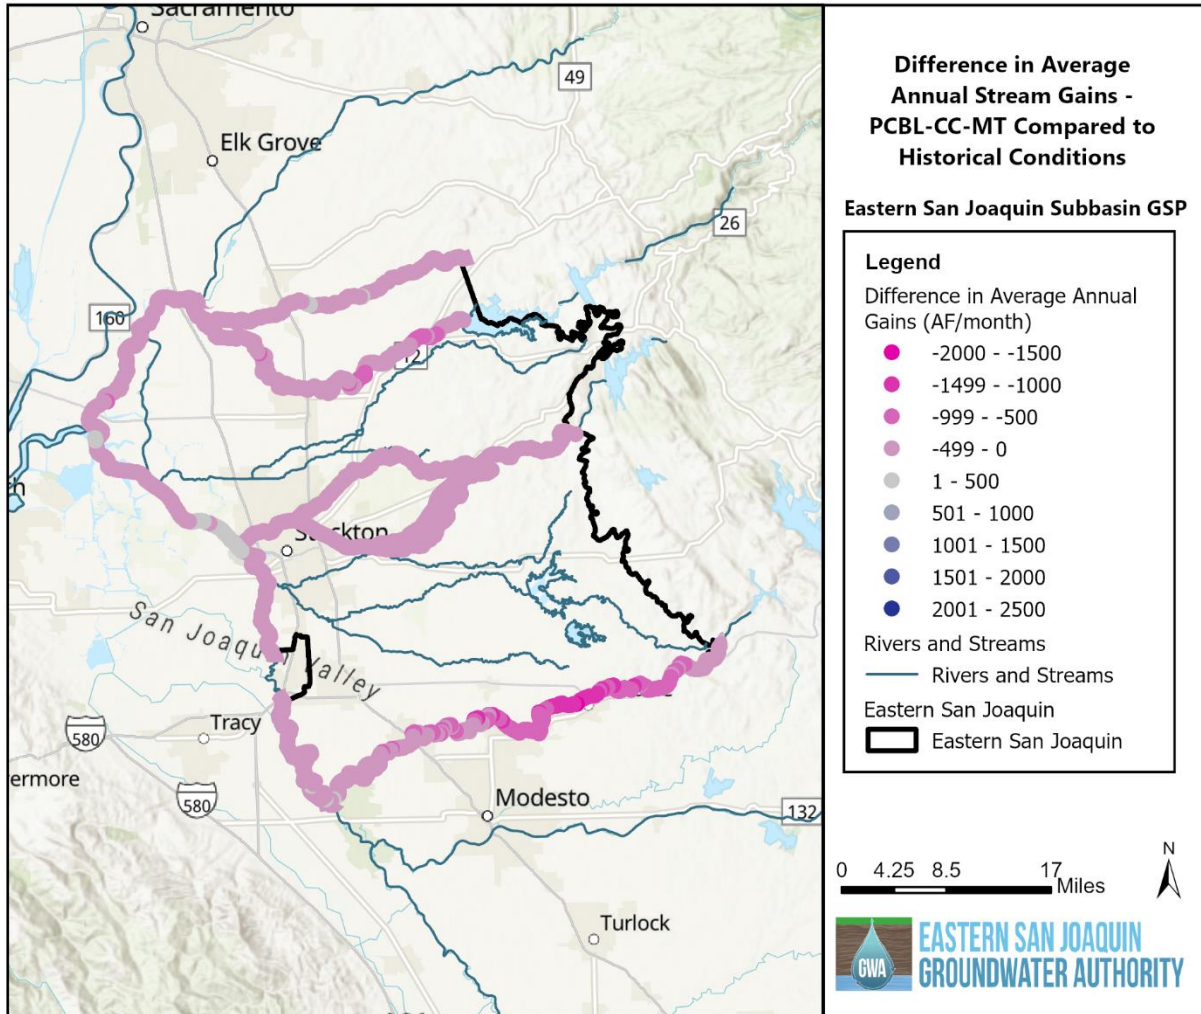 Sacramento
49
Elk Grove
26
160
12
Stockton
San Joaquin Valley
Tracy
580
ermore
580
Modesto
132
Turlock
Difference in Average
Annual Stream Gains -
PCBL-CC-MT Compared to
Historical Conditions
Eastern San Joaquin Subbasin GSP
Legend
Difference in Average Annual
Gains (AF/month)
-2000 - -1500
-1499 - -1000
-999 - -500
-499 - 0
1 - 500
501 - 1000
1001 - 1500
1501 - 2000
2001 - 2500
Rivers and Streams
Rivers and Streams
Eastern San Joaquin
Eastern San Joaquin
N
0 4.25 8.5 17
Miles
GWA
EASTERN SAN JOAQUIN
GROUNDWATER AUTHORITY